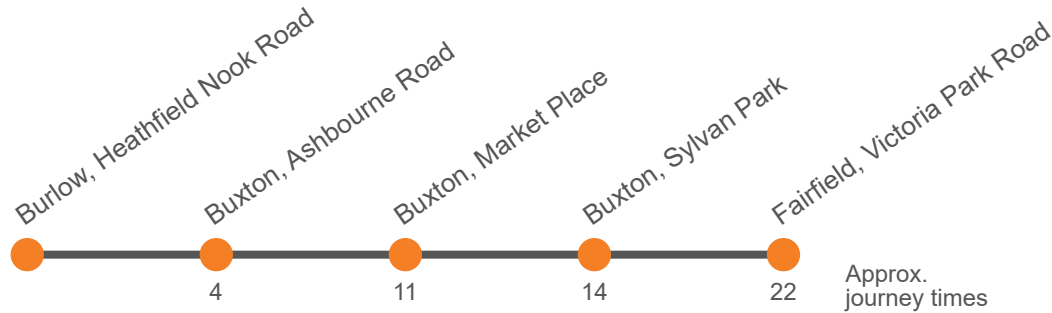 Burlow, Heathfield Nook Road
Buxton, Ashbourne Road
Buxton, Market Place
Buxton, Sylvan Park
Fairfield, Victoria Park Road
4
11
14
22
Approx.
journey times